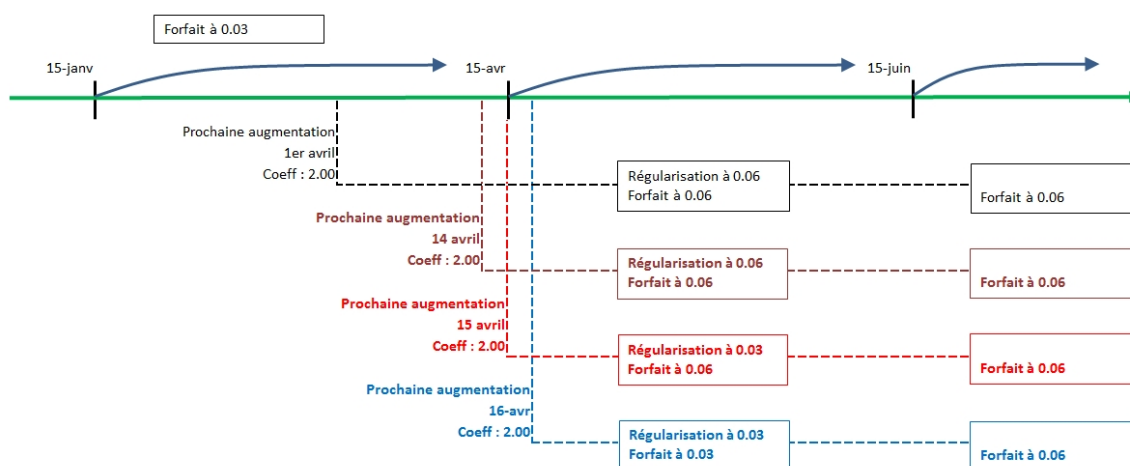 Forfait à 0.03
15-janv
15-avr
15-juin
Prochaine augmentation
1er avril
Coeff : 2.00
Régularisation à 0.06
Forfait à 0.06
Forfait à 0.06
Prochaine augmentation
14 avril
Coeff : 2.00
Régularisation à 0.06
Forfait à 0.06
Forfait à 0.06
Prochaine augmentation
15 avril
Coeff : 2.00
Régularisation à 0.03
Forfait à 0.06
Forfait à 0.06
Prochaine augmentation
16-avr
Coeff : 2.00
Régularisation à 0.03
Forfait à 0.03
Forfait à 0.06